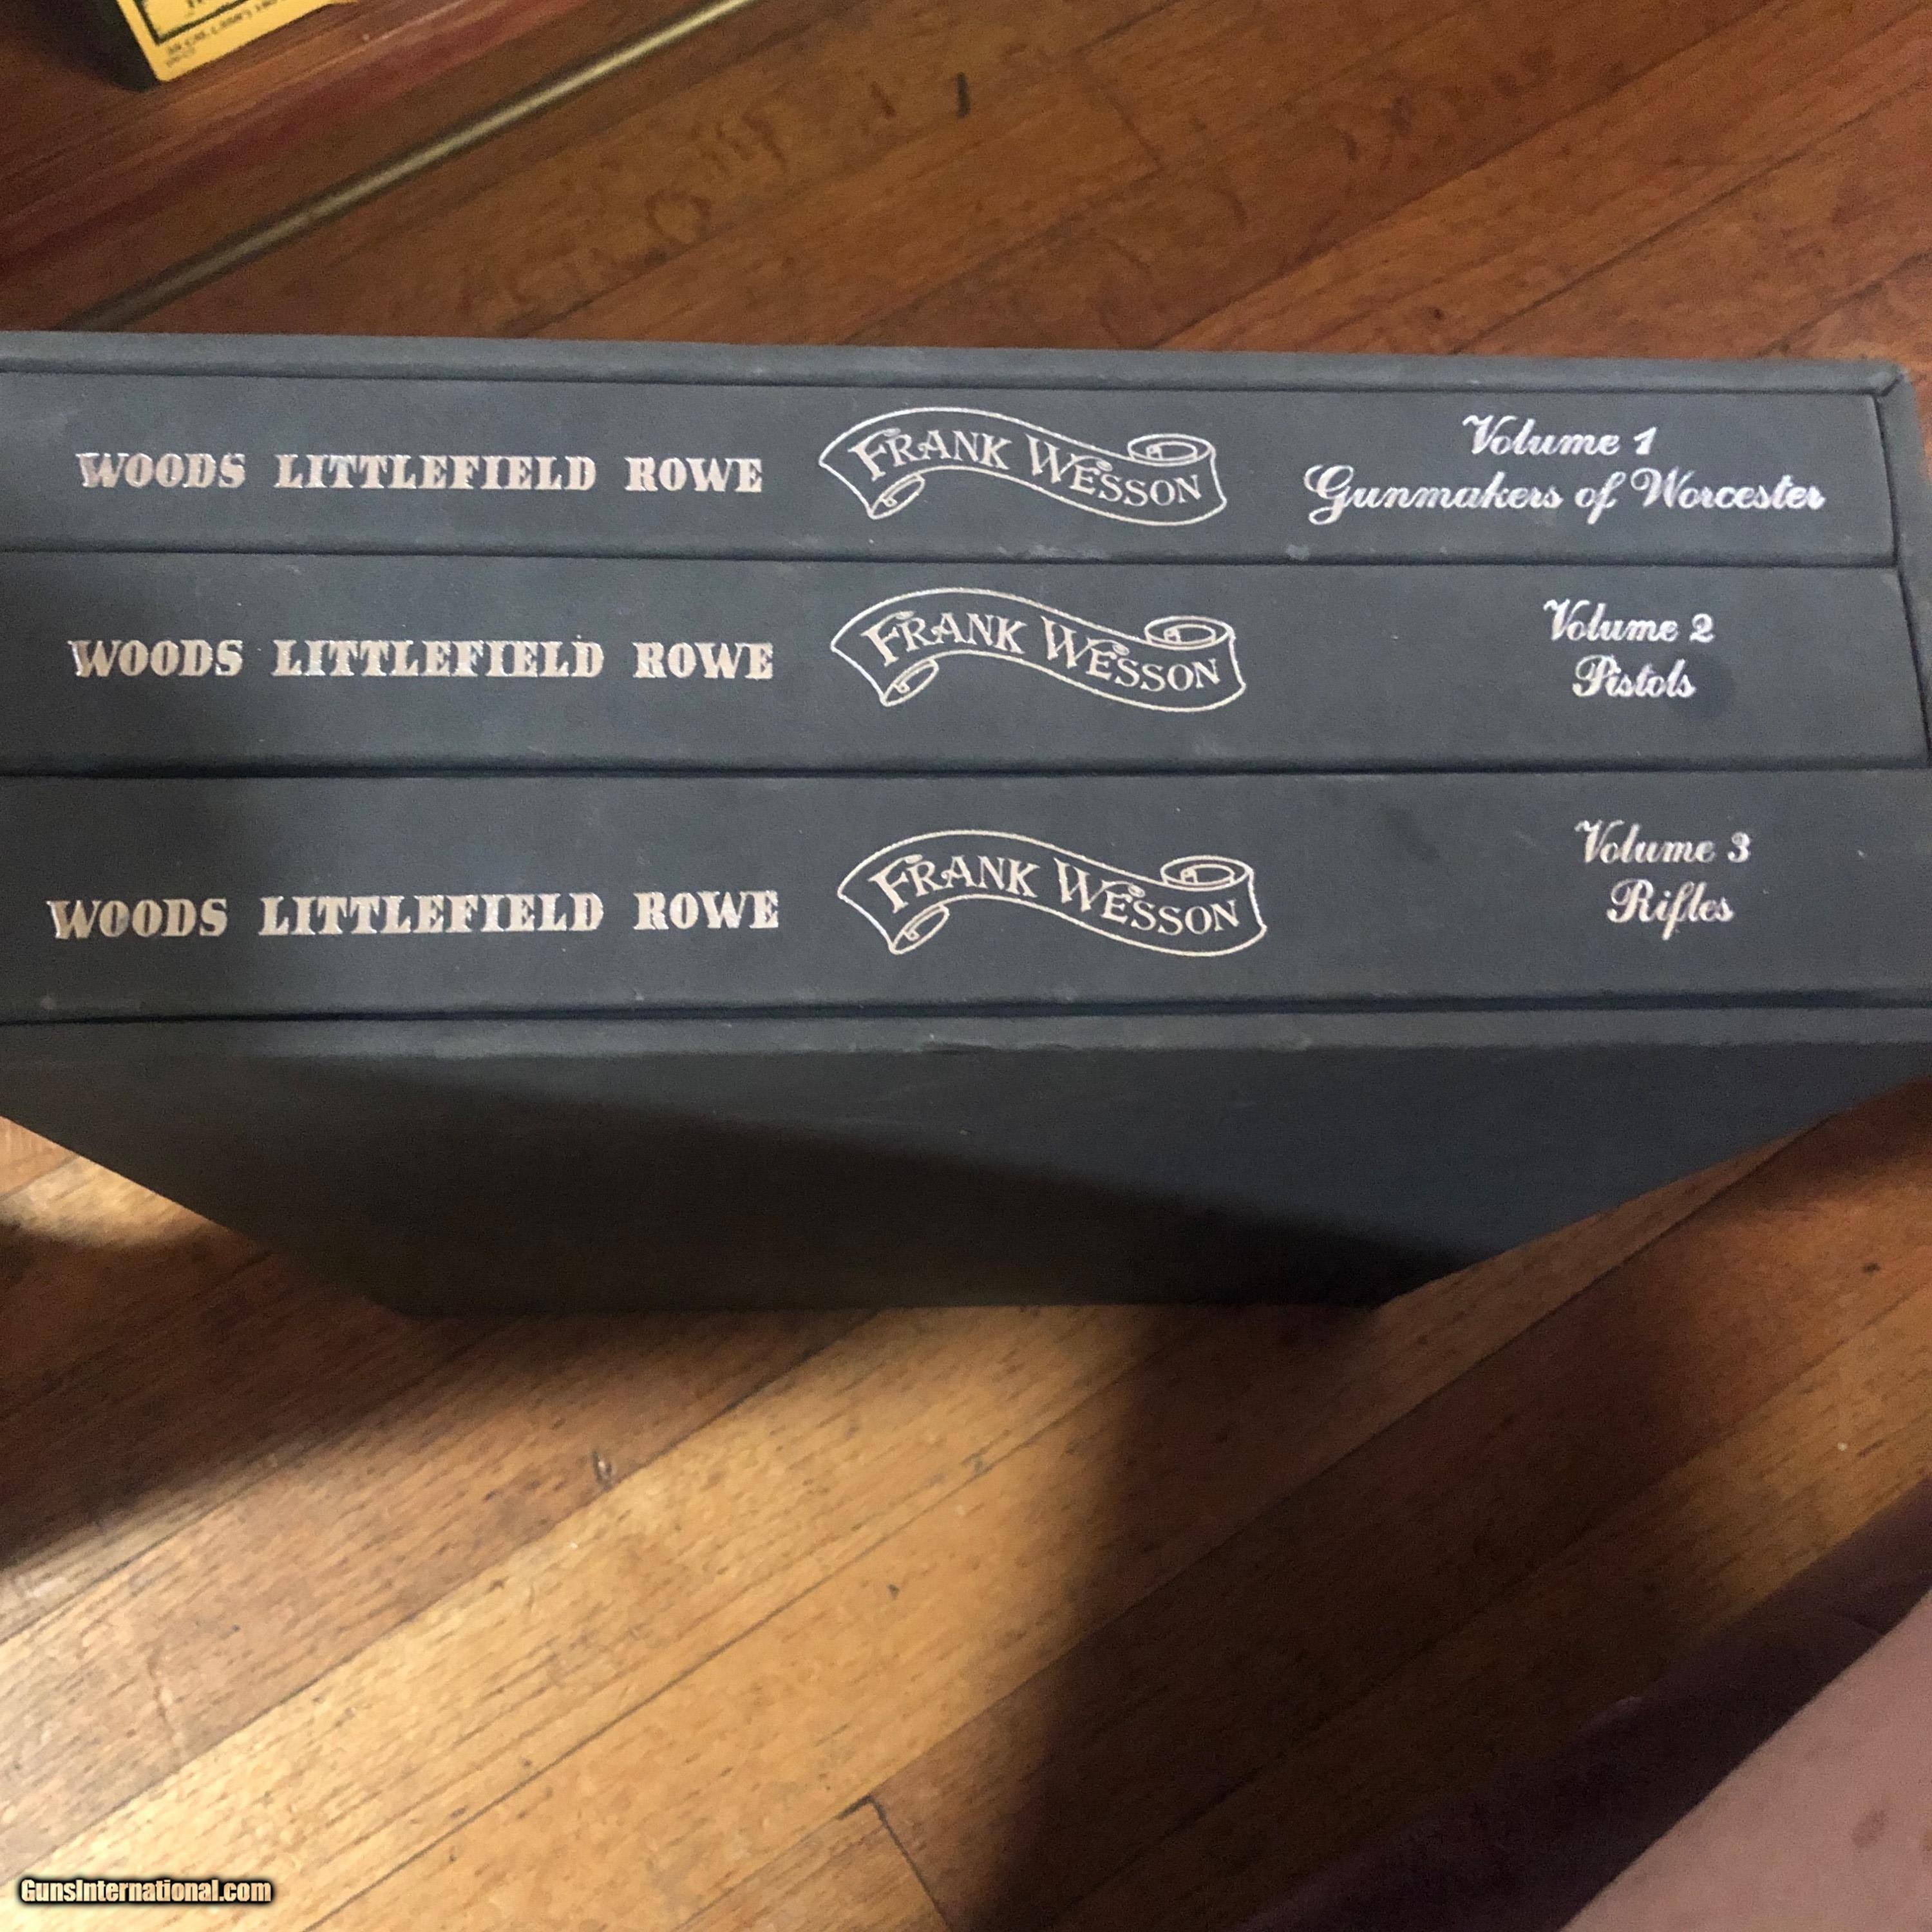 WOODS LITTLEFIELD ROWE
FRANK WESSON
Volume 1
Gunmakers of Worcester
WOODS LITTLEFIELD ROWE
FRANK WESSON
Volume 2
Pistols
WOODS LITTLEFIELD ROWE
FRANK WESSON
Volume 3
Rifles
GunsInternational.com